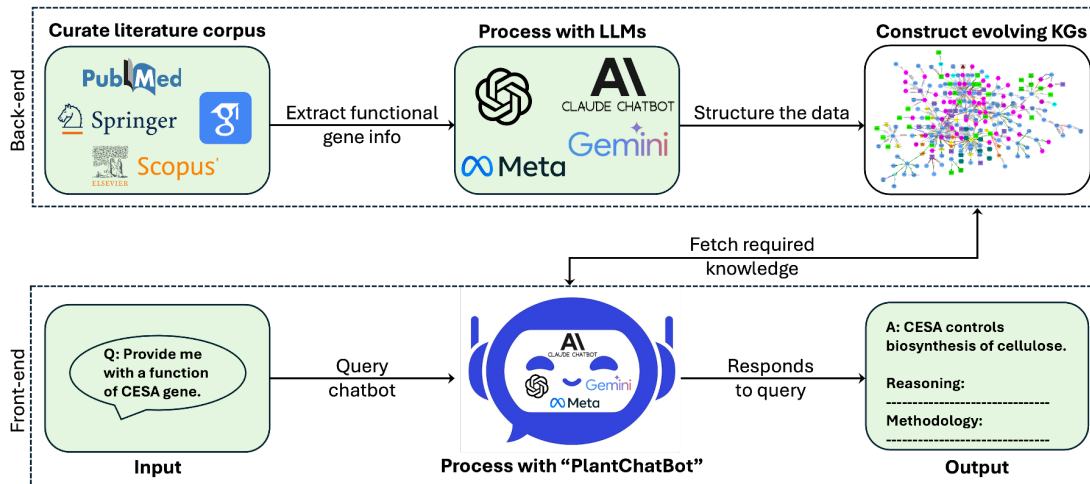 Curate literature corpus
Process with LLMs
Construct evolving KGs
Back-end
PubMed
Springer
g
ELSEVIER
Scopus
Extract functional
gene info
AI
CLAUDE CHATBOT
Gemini
Meta
Structure the data
Fetch required
knowledge
Front-end
Q: Provide me
with a function
of CESA gene.
Input
Query
chatbot
AI
CLAUDE CHATBOT
Gemini
Meta
Process with “PlantChatBot”
Responds
to query
A: CESA controls
biosynthesis of cellulose.
Reasoning:
--------------------------------
Methodology:
--------------------------------
Output